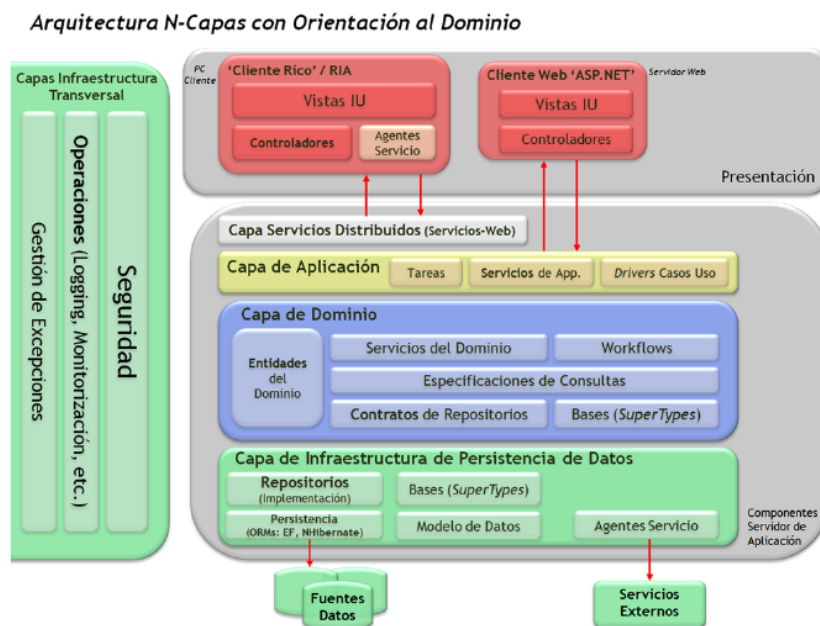 Arquitectura N-Capas con Orientación al Dominio
Capas Infraestructura
Transversal
Gestión de Excepciones
Operaciones (Logging, Monitorización, etc.)
Seguridad
PC
Cliente
'Cliente Rico' / RIA
Vistas IU
Controladores
Agentes
Servicio
Cliente Web 'ASP.NET'
Vistas IU
Controladores
Servidor Web
Presentación
Capa Servicios Distribuidos (Servicios-Web)
Capa de Aplicación
Tareas
Servicios de App.
Drivers Casos Uso
Capa de Dominio
Entidades
del
Dominio
Servicios del Dominio
Workflows
Especificaciones de Consultas
Contratos de Repositorios
Bases (SuperTypes)
Capa de Infraestructura de Persistencia de Datos
Repositorios
(Implementación)
Bases (SuperTypes)
Persistencia
(ORMs: EF, NHibernate)
Modelo de Datos
Agentes Servicio
Componentes
Servidor de
Aplicación
Fuentes
Datos
Servicios
Externos